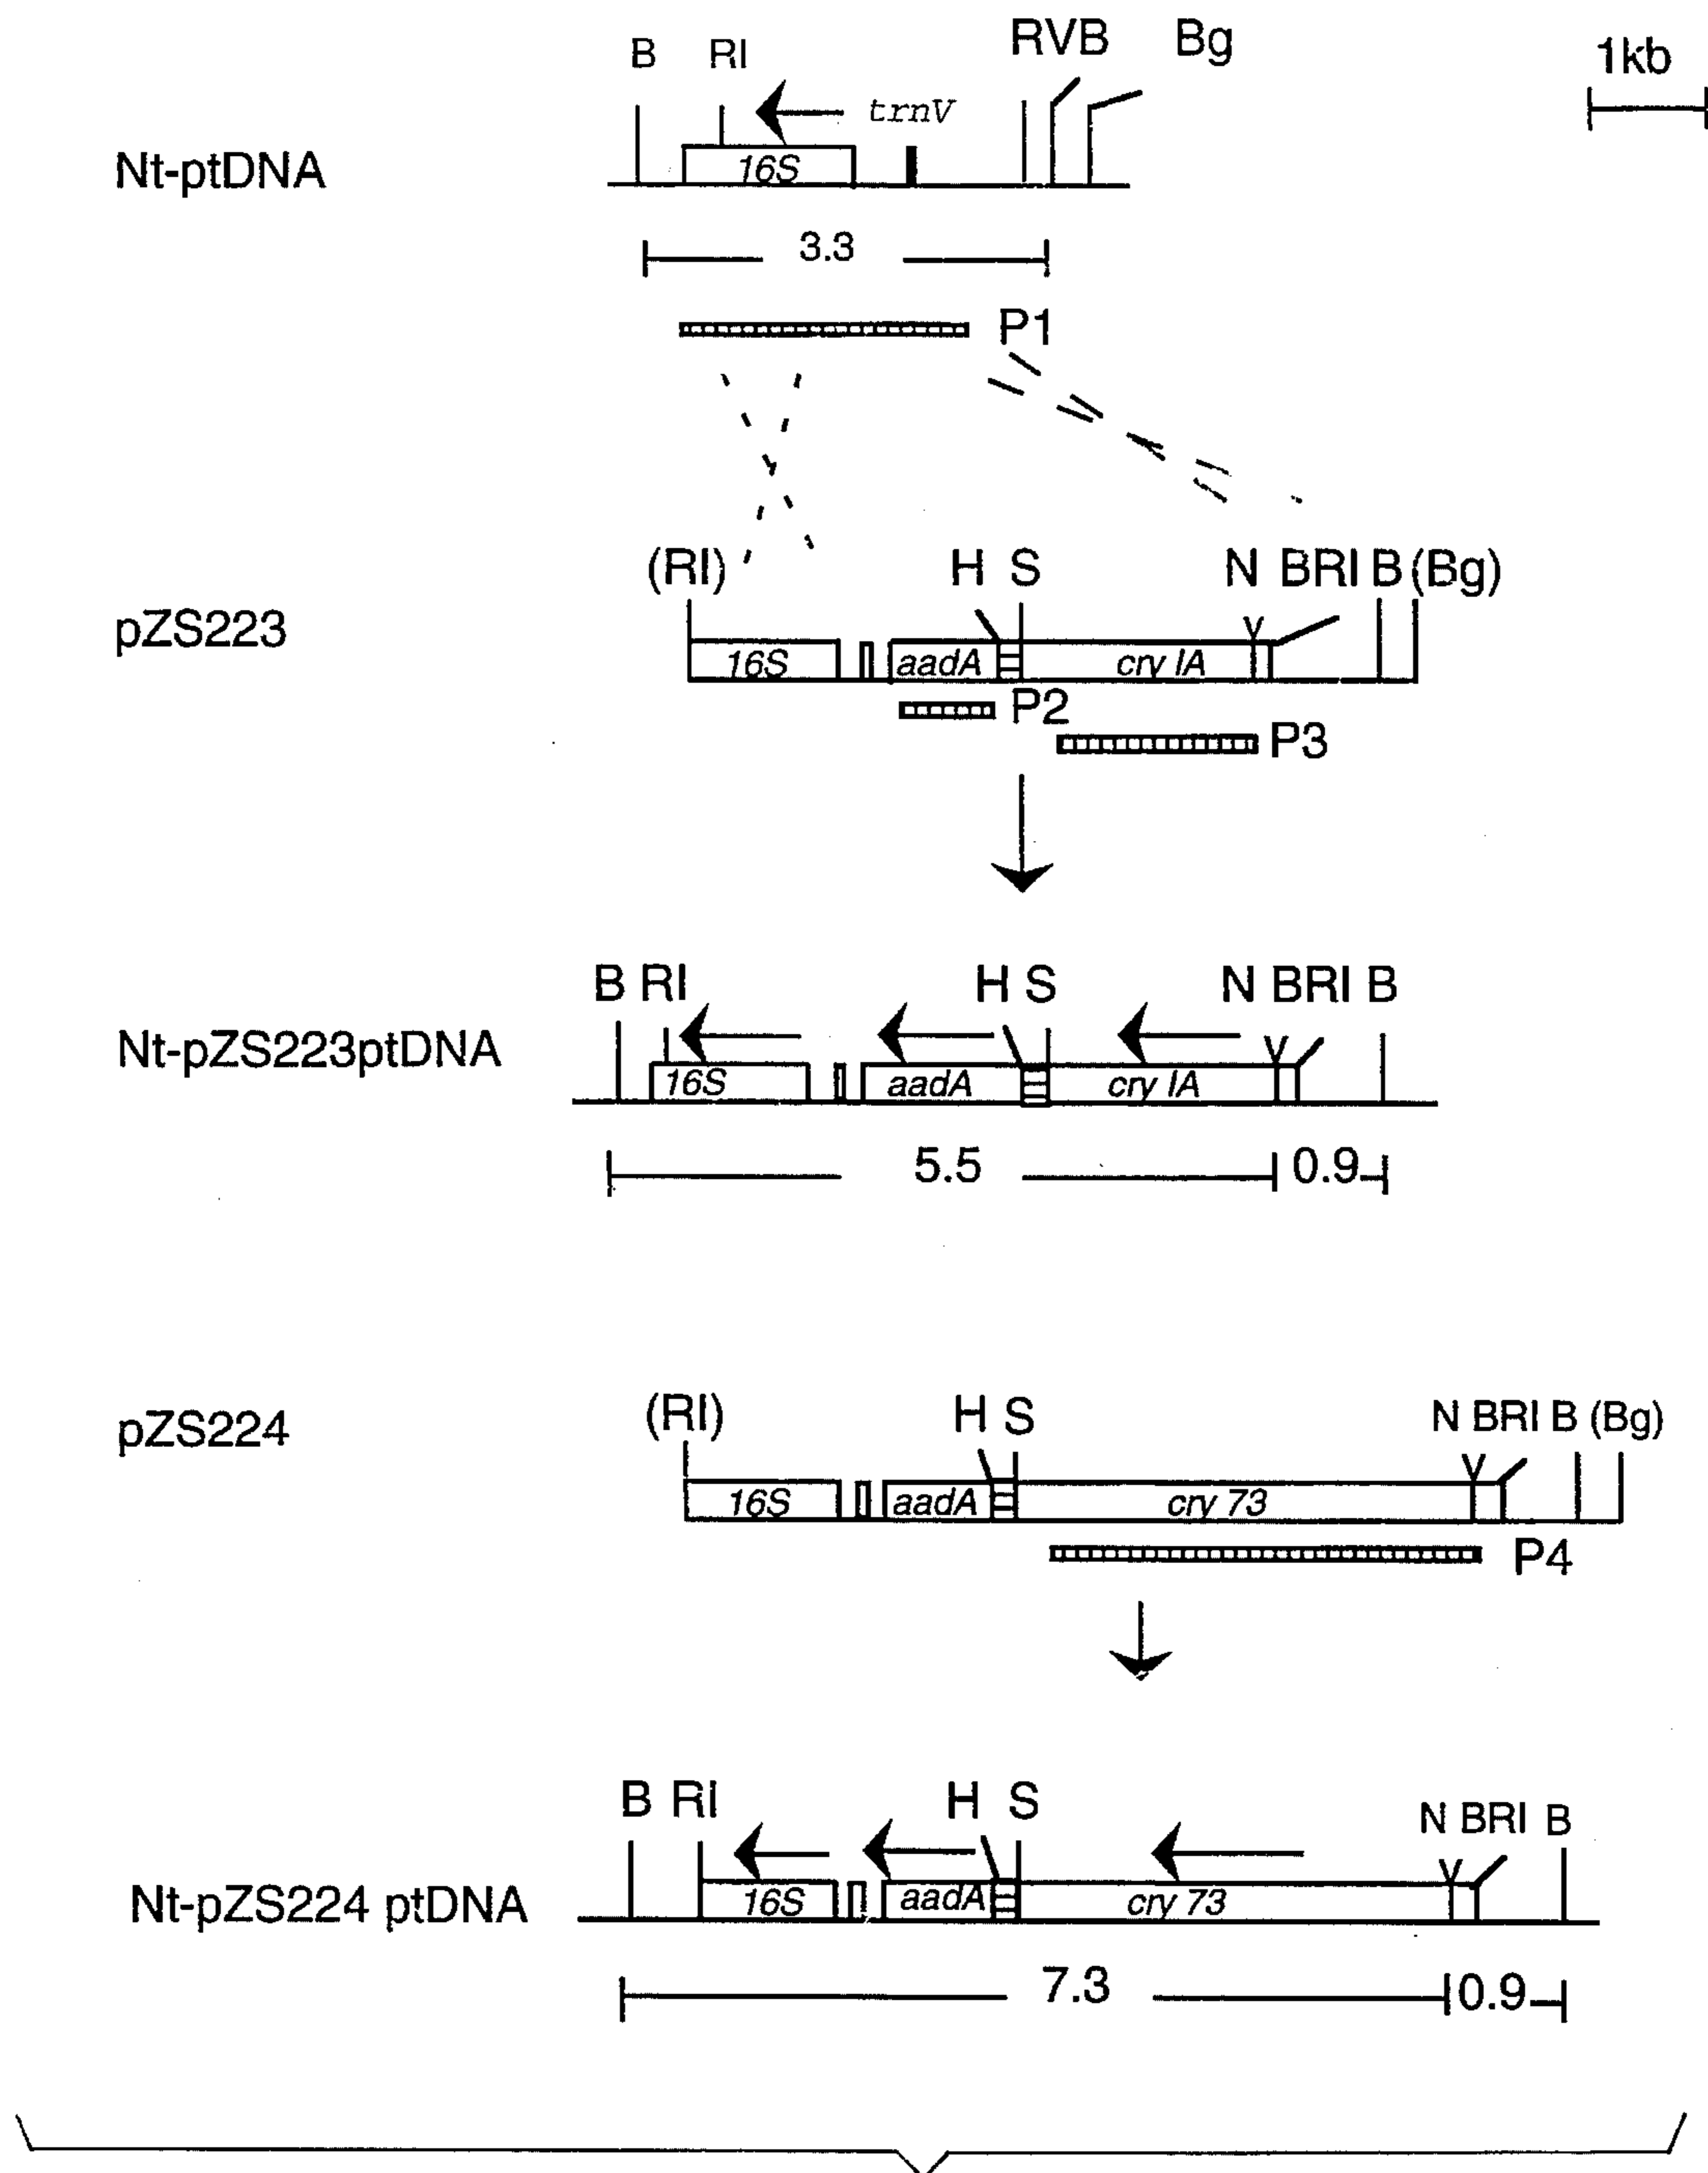 B RI RVB Bg 1kb
trnV
Nt-ptDNA 16S
3.3
P1
(RI) H S N BRI B (Bg)
pZS223 16S aadA cry IA
P2
P3
B RI H S N BRI B
Nt-pZS223ptDNA 16S aadA cry IA
5.5 0.9
(RI) H S N BRI B (Bg)
pZS224 16S aadA cry 73
P4
B RI H S N BRI B
Nt-pZS224 ptDNA 16S aadA cry 73
7.3 0.9